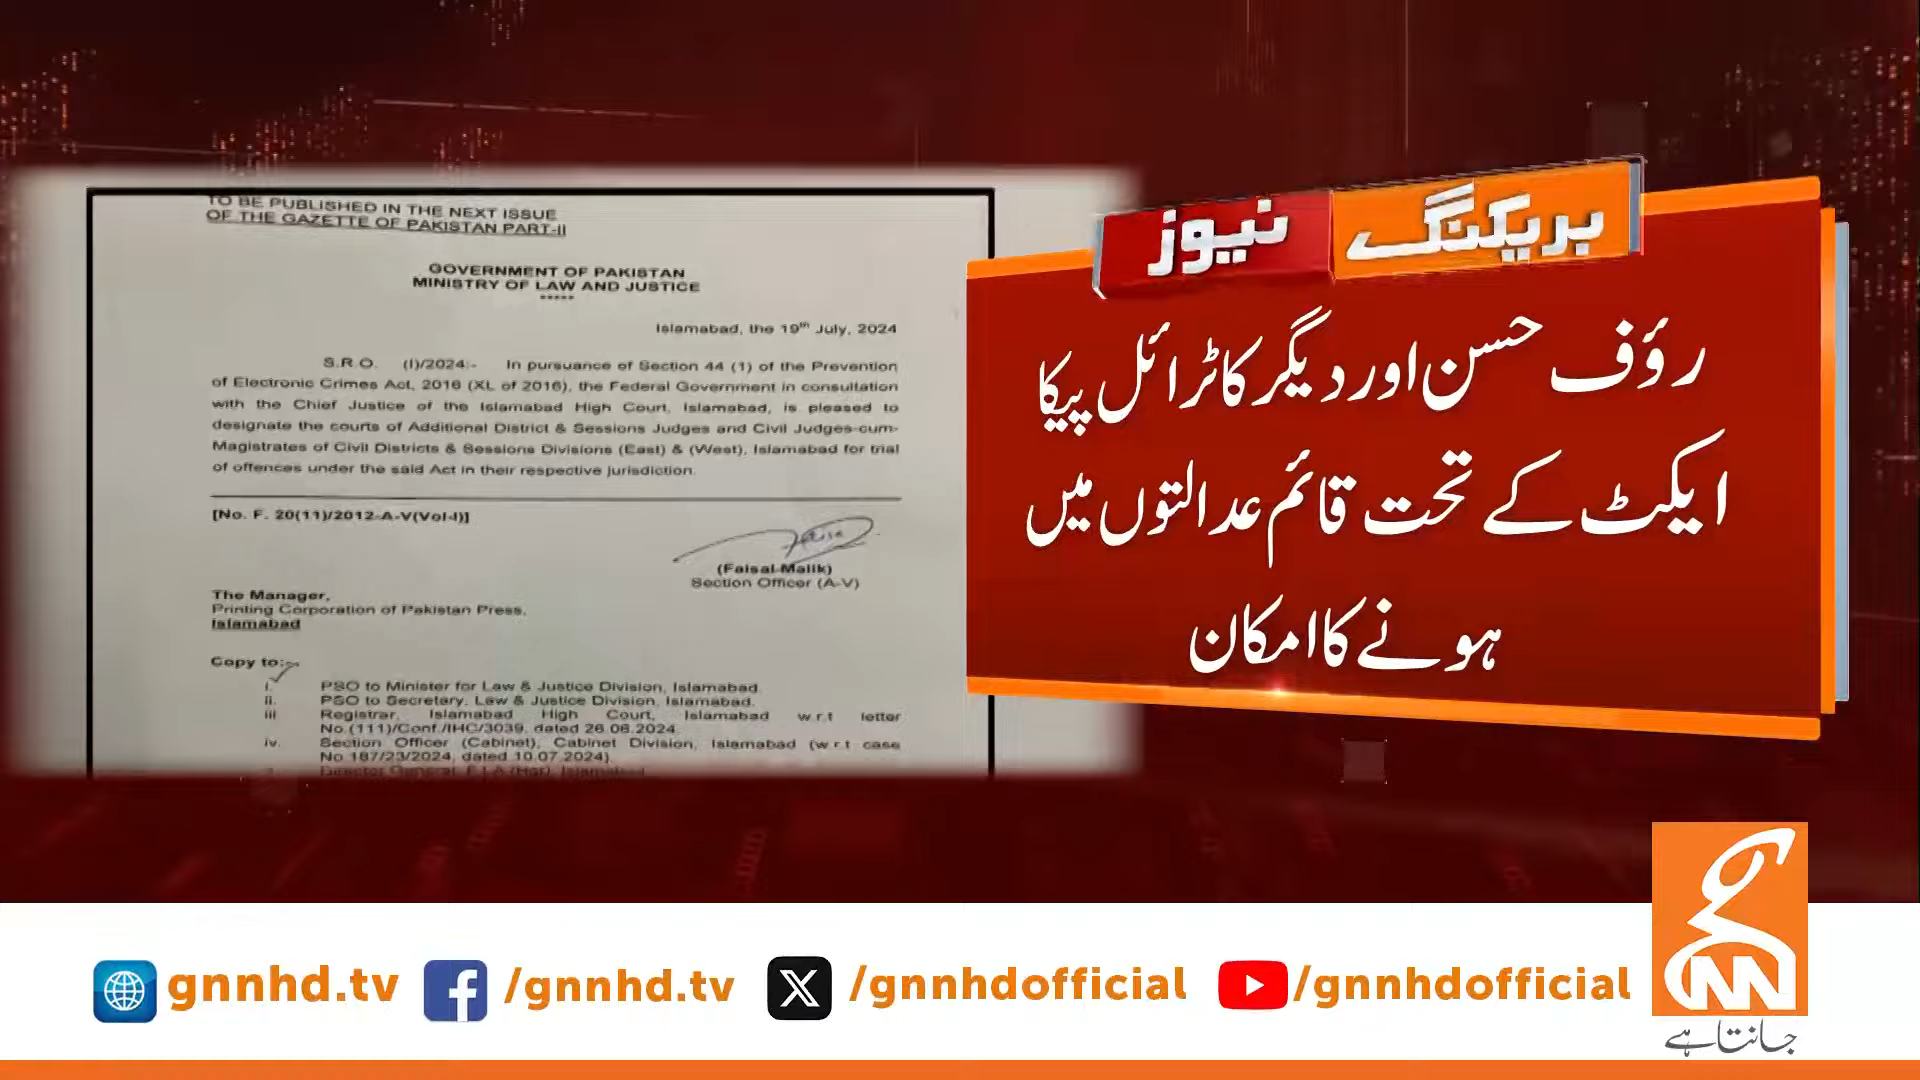 TO BE PUBLISHED IN THE NEXT ISSUE
OF THE GAZETTE OF PAKISTAN PART-II
GOVERNMENT OF PAKISTAN
MINISTRY OF LAW AND JUSTICE
*****
Islamabad, the 19th July, 2024
S.R.O. (I)/2024:- In pursuance of Section 44 (1) of the Prevention
of Electronic Crimes Act, 2016 (XL of 2016), the Federal Government in consultation
with the Chief Justice of the Islamabad High Court, Islamabad, is pleased to
designate the courts of Additional District & Sessions Judges and Civil Judges-cum-
Magistrates of Civil Districts & Sessions Divisions (East) & (West), Islamabad for trial
of offences under the said Act in their respective jurisdiction.
[No. F. 20(11)/2012-A-V(Vol-I)]
(Faisal Malik)
Section Officer (A-V)
The Manager,
Printing Corporation of Pakistan Press,
Islamabad
Copy to:-
i. PSO to Minister for Law & Justice Division, Islamabad.
ii. PSO to Secretary, Law & Justice Division, Islamabad.
iii Registrar, Islamabad High Court, Islamabad w.r.t letter
No.(111)/Conf./IHC/3039, dated 26.06.2024.
iv. Section Officer (Cabinet), Cabinet Division, Islamabad (w.r.t case
No.187/23/2024, dated 10.07.2024).
Director General, F.I.A (Hqr), Islamabad.
بریکنگ نیوز
رؤف حسن اور دیگر کا ٹرائل پیکا
ایکٹ کے تحت قائم عدالتوں میں
ہونے کا امکان
gnnhd.tv /gnnhd.tv /gnnhdofficial /gnnhdofficial
GNN
جانتا ہے